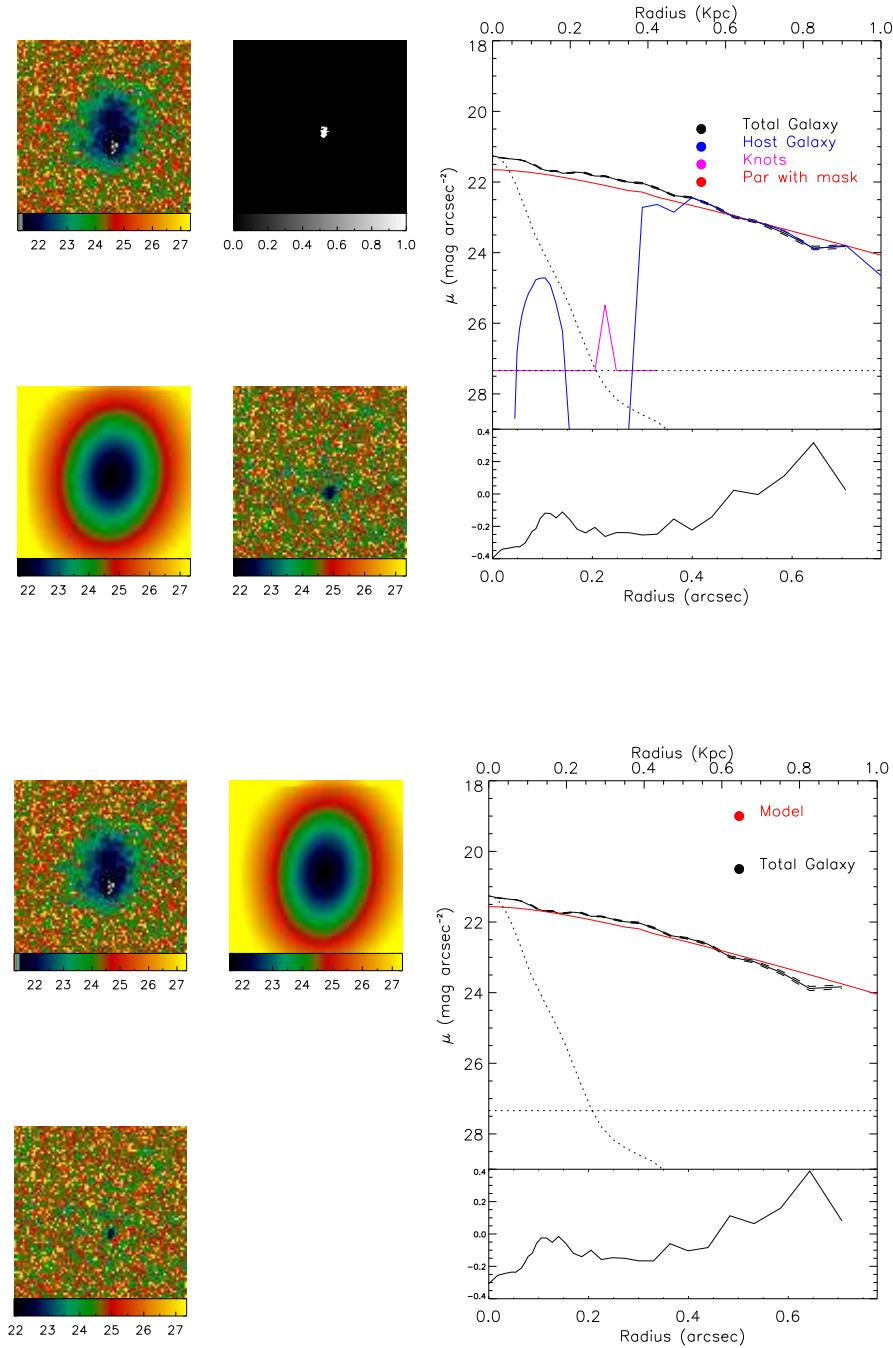 Radius (Kpc)
0.0 0.2 0.4 0.6 0.8 1.0
18
20
22
24
26
28
μ (mag arcsec⁻²)
Total Galaxy
Host Galaxy
Knots
Par with mask
22 23 24 25 26 27
0.0 0.2 0.4 0.6 0.8 1.0
22 23 24 25 26 27
22 23 24 25 26 27
0.4
0.2
0.0
-0.2
-0.4
0.0 0.2 0.4 0.6
Radius (arcsec)
Radius (Kpc)
0.0 0.2 0.4 0.6 0.8 1.0
18
20
22
24
26
28
μ (mag arcsec⁻²)
Model
Total Galaxy
22 23 24 25 26 27
22 23 24 25 26 27
0.4
0.2
0.0
-0.2
-0.4
0.0 0.2 0.4 0.6
Radius (arcsec)
22 23 24 25 26 27